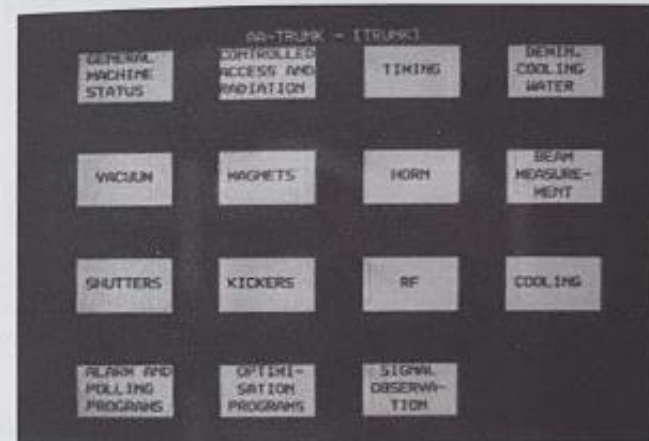 AA-TRUNK - [TRUNK]
GENERAL
MACHINE
STATUS
CONTROLLED
ACCESS AND
RADIATION
TIMING
DEMIN.
COOLING
WATER
VACUUM
MAGNETS
HORN
BEAM
MEASURE-
MENT
SHUTTERS
KICKERS
RF
COOLING
ALARM AND
POLLING
PROGRAMS
OPTIMI-
SATION
PROGRAMS
SIGNAL
OBSERVA-
TION